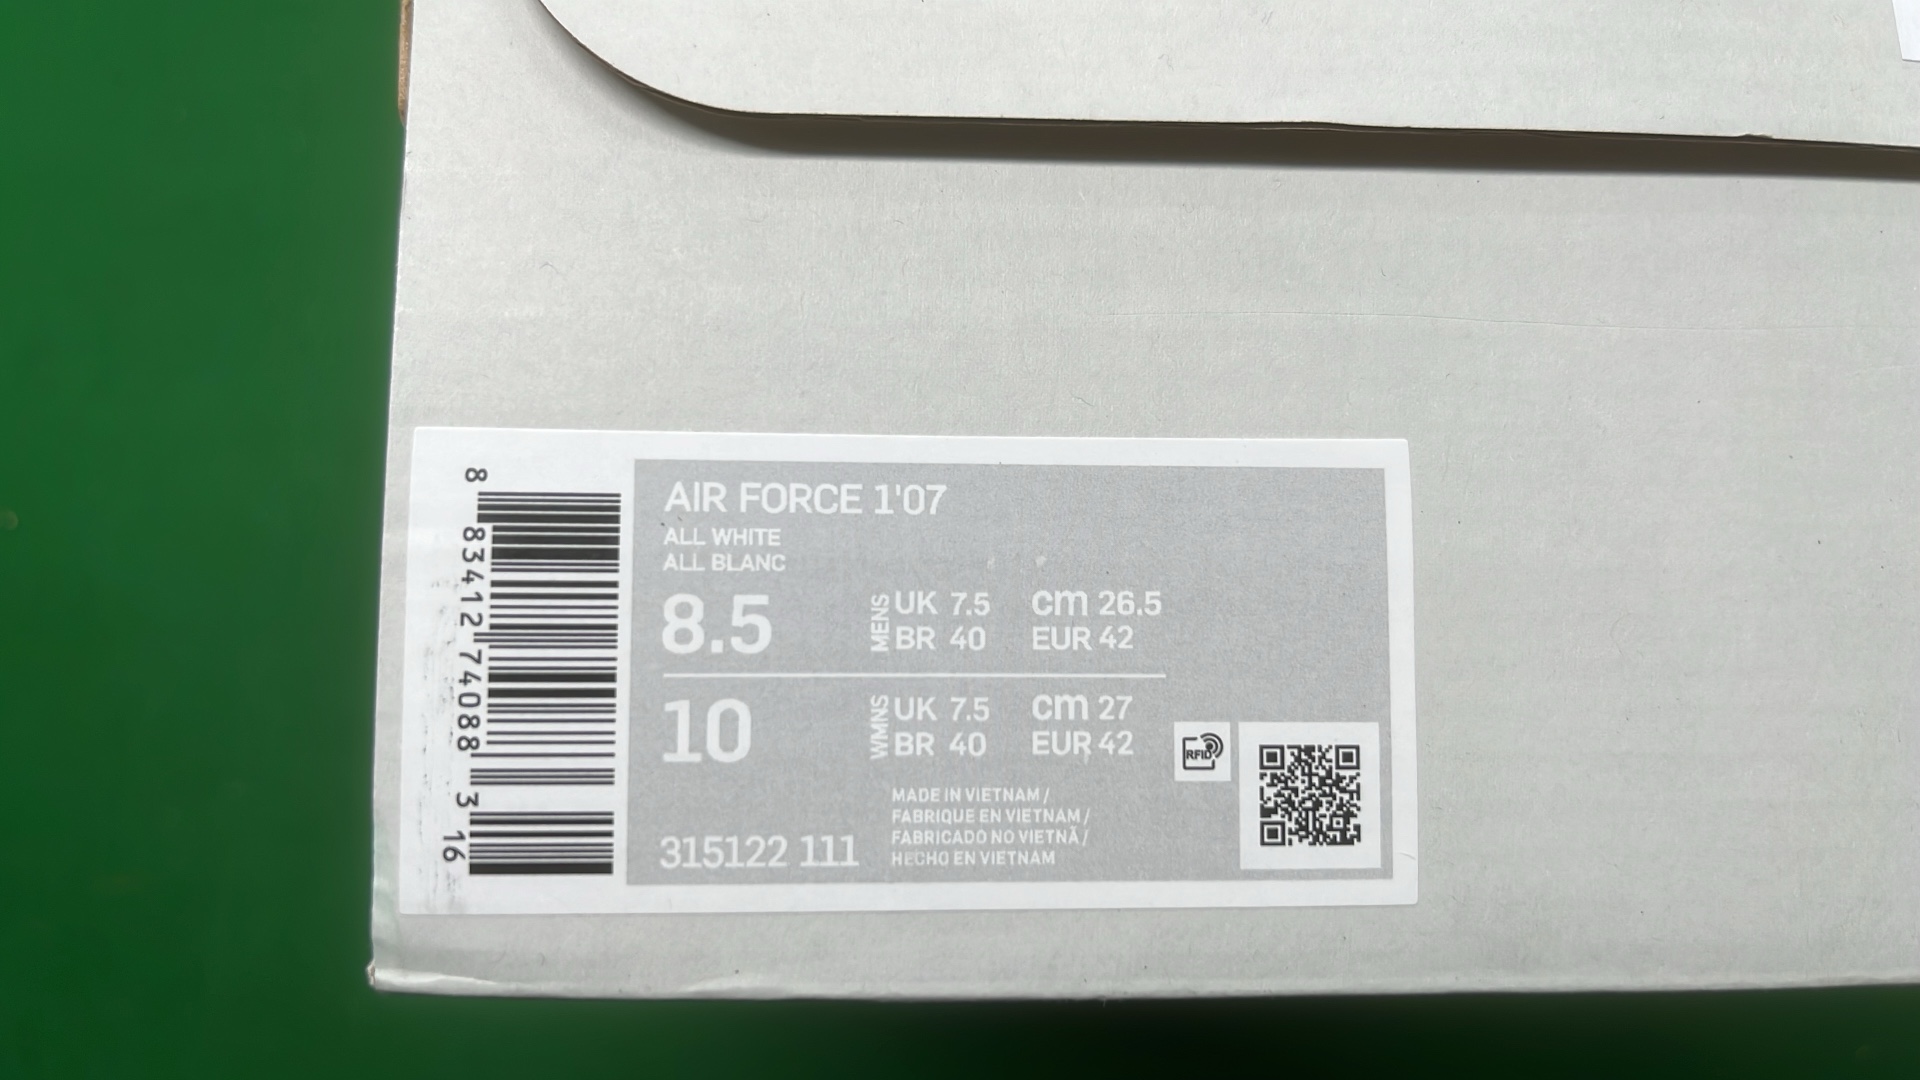 8 83412 74088 3 16
AIR FORCE 1'07
ALL WHITE
ALL BLANC
8.5 MENS UK 7.5 cm 26.5
BR 40 EUR 42
10 WMNS UK 7.5 cm 27
BR 40 EUR 42
RFID
MADE IN VIETNAM /
FABRIQUE EN VIETNAM /
FABRICADO NO VIETNÃ /
HECHO EN VIETNAM
315122 111